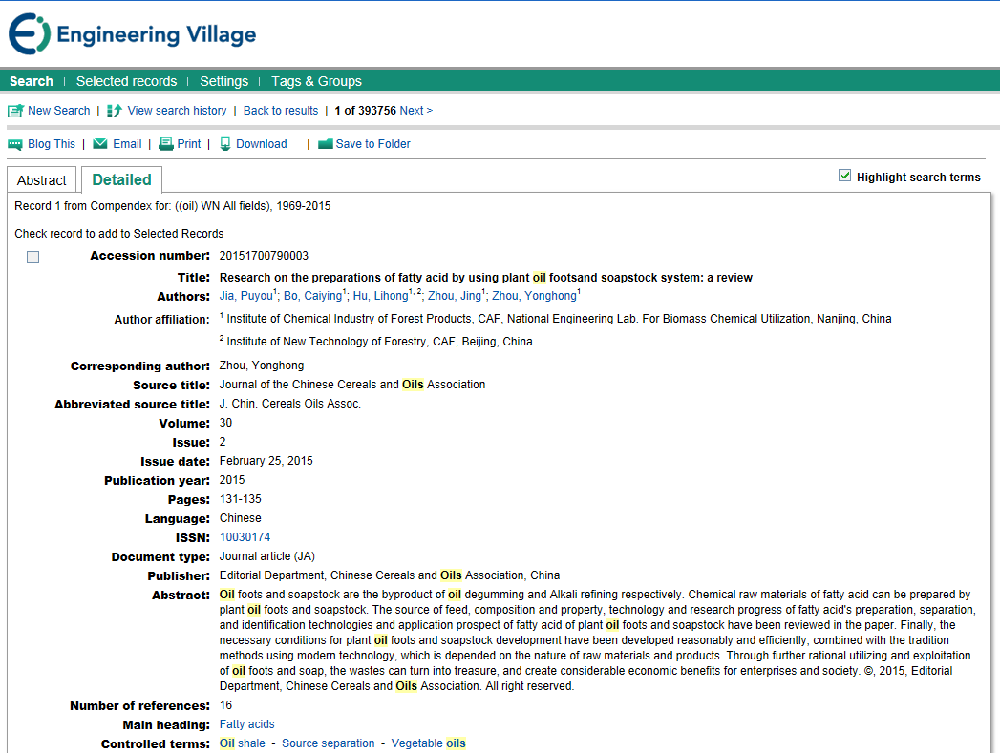 Engineering Village
Search | Selected records | Settings | Tags & Groups
New Search | View search history | Back to results | 1 of 393756 Next >
Blog This | Email | Print | Download | Save to Folder
Abstract Detailed Highlight search terms
Record 1 from Compendex for: ((oil) WN All fields), 1969-2015
Check record to add to Selected Records
Accession number: 20151700790003
Title: Research on the preparations of fatty acid by using plant oil footsand soapstock system: a review
Authors: Jia, Puyou1; Bo, Caiying1; Hu, Lihong1, 2; Zhou, Jing1; Zhou, Yonghong1
Author affiliation: 1 Institute of Chemical Industry of Forest Products, CAF, National Engineering Lab. For Biomass Chemical Utilization, Nanjing, China
2 Institute of New Technology of Forestry, CAF, Beijing, China
Corresponding author: Zhou, Yonghong
Source title: Journal of the Chinese Cereals and Oils Association
Abbreviated source title: J. Chin. Cereals Oils Assoc.
Volume: 30
Issue: 2
Issue date: February 25, 2015
Publication year: 2015
Pages: 131-135
Language: Chinese
ISSN: 10030174
Document type: Journal article (JA)
Publisher: Editorial Department, Chinese Cereals and Oils Association, China
Abstract: Oil foots and soapstock are the byproduct of oil degumming and Alkali refining respectively. Chemical raw materials of fatty acid can be prepared by
plant oil foots and soapstock. The source of feed, composition and property, technology and research progress of fatty acid's preparation, separation,
and identification technologies and application prospect of fatty acid of plant oil foots and soapstock have been reviewed in the paper. Finally, the
necessary conditions for plant oil foots and soapstock development have been developed reasonably and efficiently, combined with the tradition
methods using modern technology, which is depended on the nature of raw materials and products. Through further rational utilizing and exploitation
of oil foots and soap, the wastes can turn into treasure, and create considerable economic benefits for enterprises and society. ©, 2015, Editorial
Department, Chinese Cereals and Oils Association. All right reserved.
Number of references: 16
Main heading: Fatty acids
Controlled terms: Oil shale - Source separation - Vegetable oils